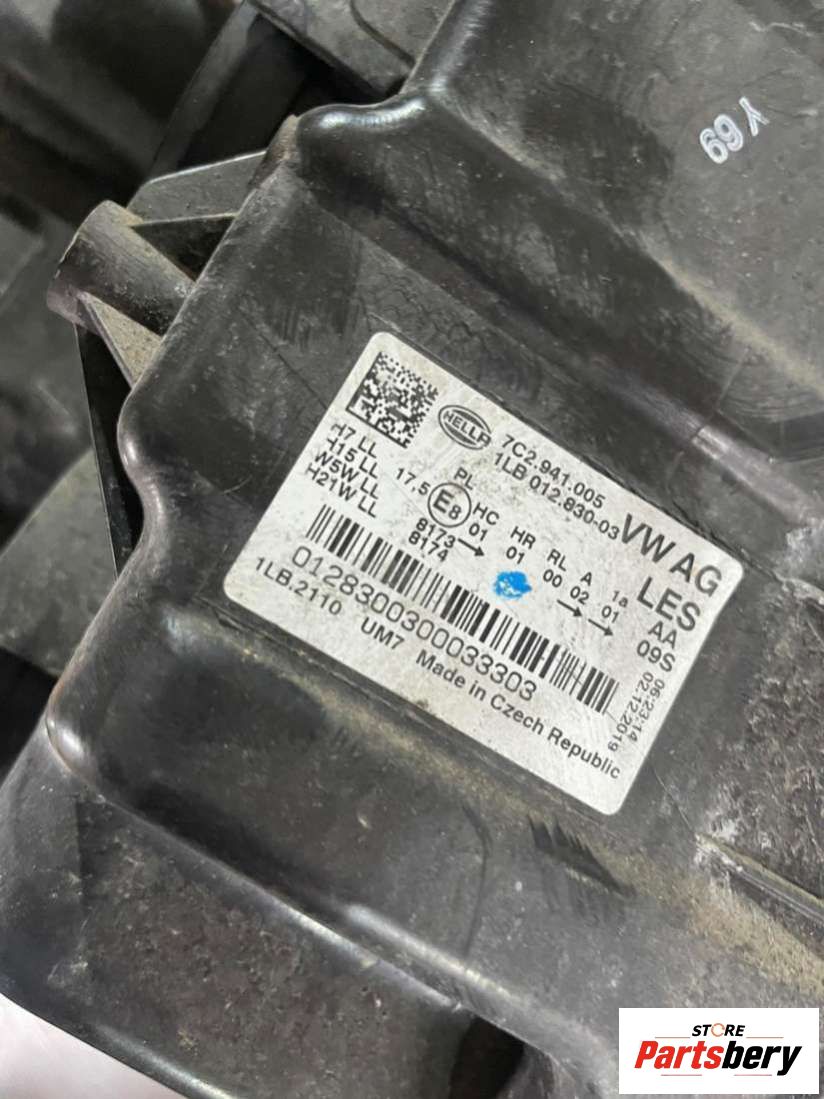 Y 69
HELLA
7C2.941.005
1LB 012.830-03
VW AG
LES
AA
09S
06:23:14
02.12.2019
H7 LL
H15 LL
W5W LL
H21W LL
PL
17.5
E8
HC HR RL A 1a
01 01 00 02 01
8173
8174
012830030003303
1LB.2110 UM7 Made in Czech Republic
STORE
Partsbery